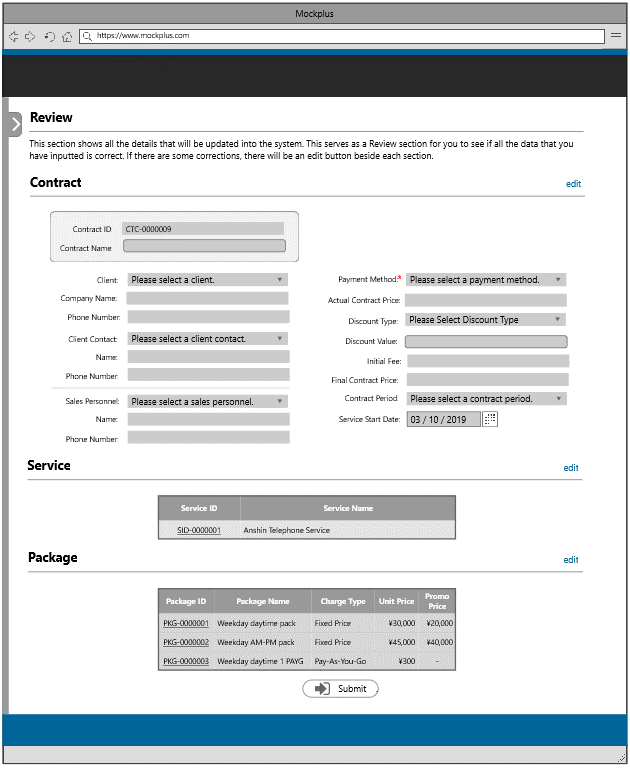 Mockplus
https://www.mockplus.com
Review
This section shows all the details that will be updated into the system. This serves as a Review section for you to see if all the data that you
have inputted is correct. If there are some corrections, there will be an edit button beside each section.
Contract
edit
Contract ID: CTC-0000009
Contract Name:
Client: Please select a client.
Company Name:
Phone Number:
Client Contact: Please select a client contact.
Name:
Phone Number:
Sales Personnel: Please select a sales personnel.
Name:
Phone Number:
Payment Method:* Please select a payment method.
Actual Contract Price:
Discount Type: Please Select Discount Type
Discount Value:
Initial Fee:
Final Contract Price:
Contract Period: Please select a contract period.
Service Start Date: 03 / 10 / 2019
Service
edit
Service ID Service Name
SID-0000001 Anshin Telephone Service
Package
edit
Package ID Package Name Charge Type Unit Price Promo Price
PKG-0000001 Weekday daytime pack Fixed Price ¥30,000 ¥20,000
PKG-0000002 Weekday AM-PM pack Fixed Price ¥45,000 ¥40,000
PKG-0000003 Weekday daytime 1 PAYG Pay-As-You-Go ¥300 -
Submit